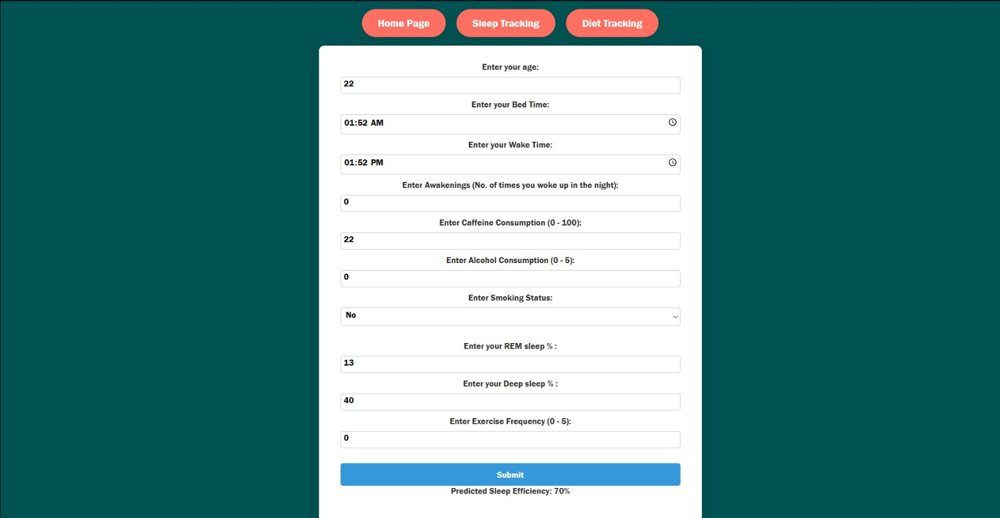 Home Page Sleep Tracking Diet Tracking
Enter your age:
22
Enter your Bed Time:
01:52 AM
Enter your Wake Time:
01:52 PM
Enter Awakenings (No. of times you woke up in the night):
0
Enter Caffeine Consumption (0 - 100):
22
Enter Alcohol Consumption (0 - 5):
0
Enter Smoking Status:
No
Enter your REM sleep % :
13
Enter your Deep sleep % :
40
Enter Exercise Frequency (0 - 5):
0
Submit
Predicted Sleep Efficiency: 70%